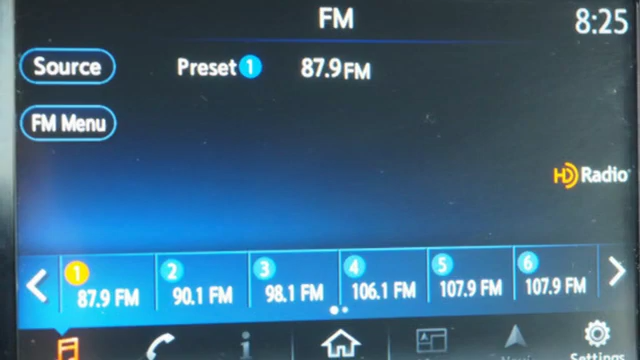 FM
8:25
Source
Preset 1 87.9 FM
FM Menu
HD Radio
1 2 3 4 5 6
87.9 FM 90.1 FM 98.1 FM 106.1 FM 107.9 FM 107.9 FM
Settings